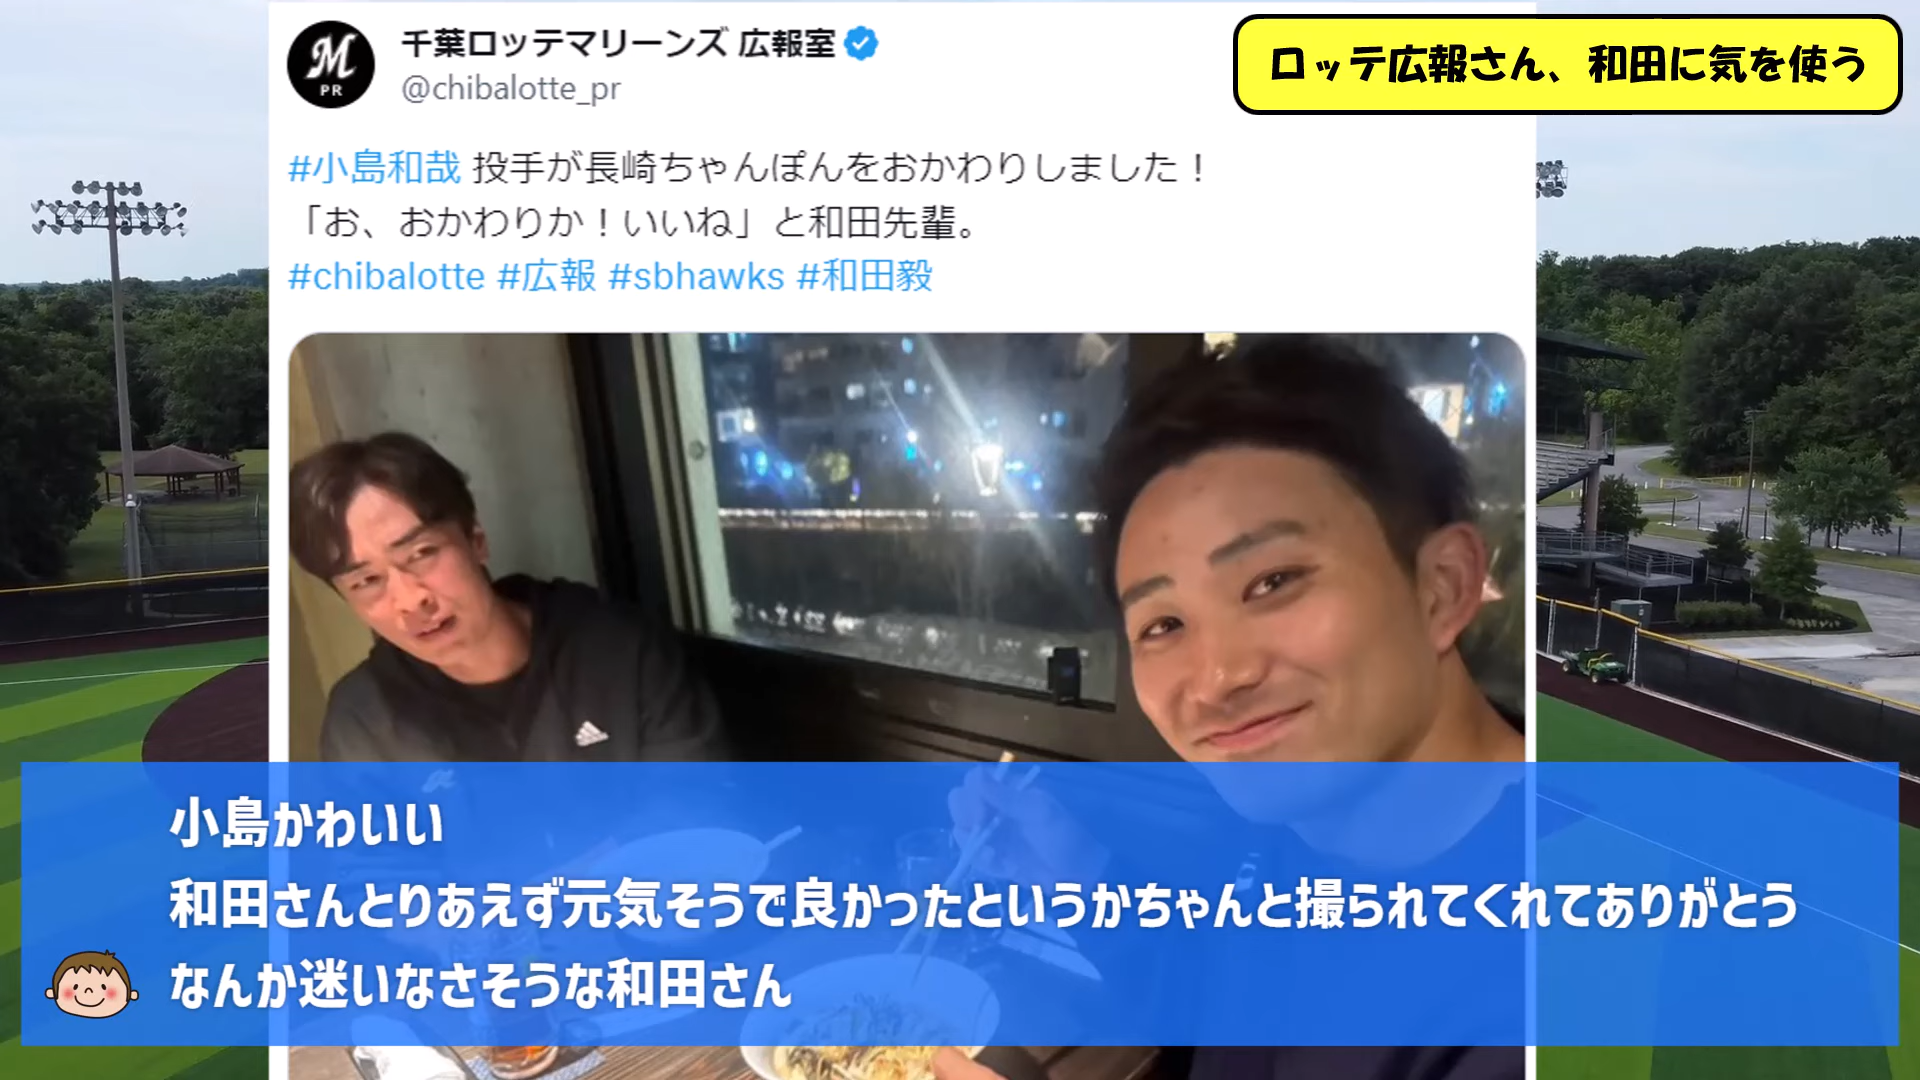 千葉ロッテマリーンズ 広報室
@chibalotte_pr
M
PR
ロッテ広報さん、和田に気を使う
#小島和哉 投手が長崎ちゃんぽんをおかわりしました！
「お、おかわりか！いいね」と和田先輩。
#chibalotte #広報 #sbhawks #和田毅
小島かわいい
和田さんとりあえず元気そうで良かったというかちゃんと撮られてくれてありがとう
なんか迷いなさそうな和田さん